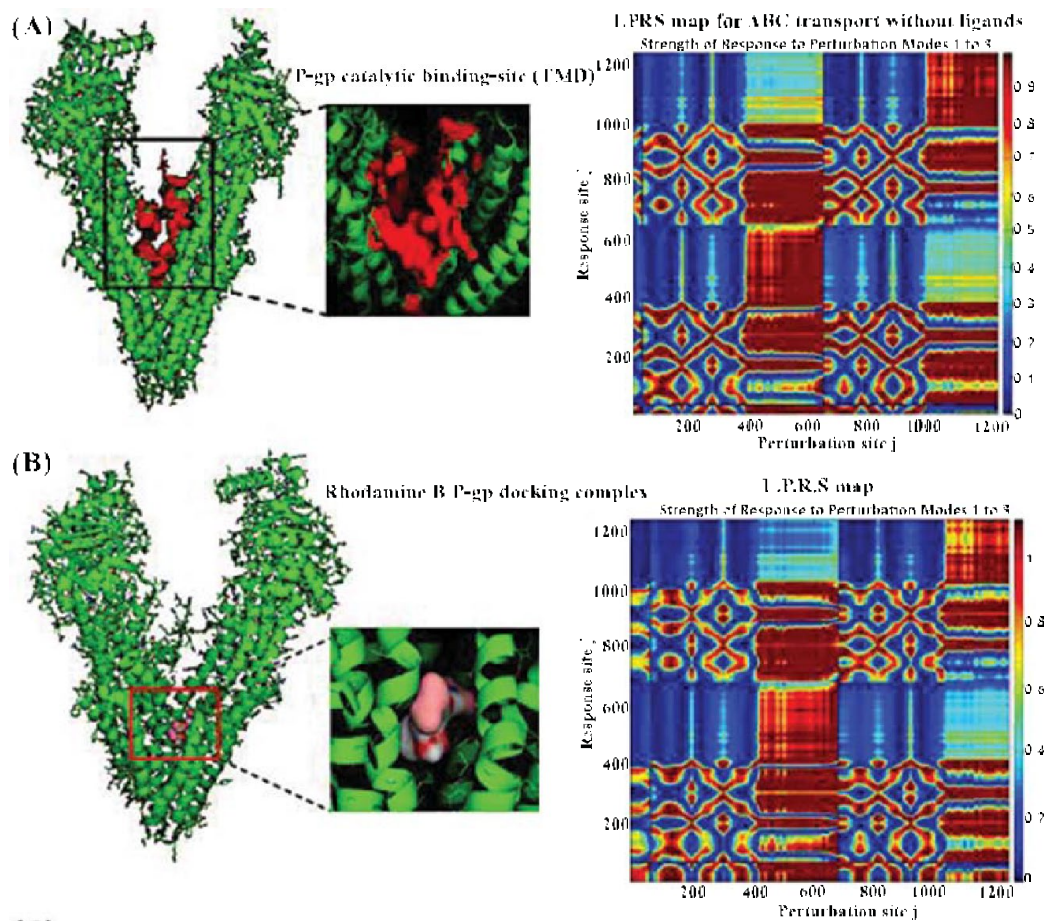 (A)
P-gp catalytic binding-site (TMD)
LPRS map for ABC transport without ligands
Strength of Response to Perturbation Modes 1 to 3
1200
1000
800
600
400
200
Response site j
200 400 600 800 1000 1200
Perturbation site j
0.9
0.8
0.7
0.6
0.5
0.4
0.3
0.2
0.1
0
(B)
Rhodamine B P-gp docking complex
L.P.R.S map
Strength of Response to Perturbation Modes 1 to 3
1200
1000
800
600
400
200
Response site j
200 400 600 800 1000 1200
Perturbation site j
1
0.8
0.6
0.4
0.2
0